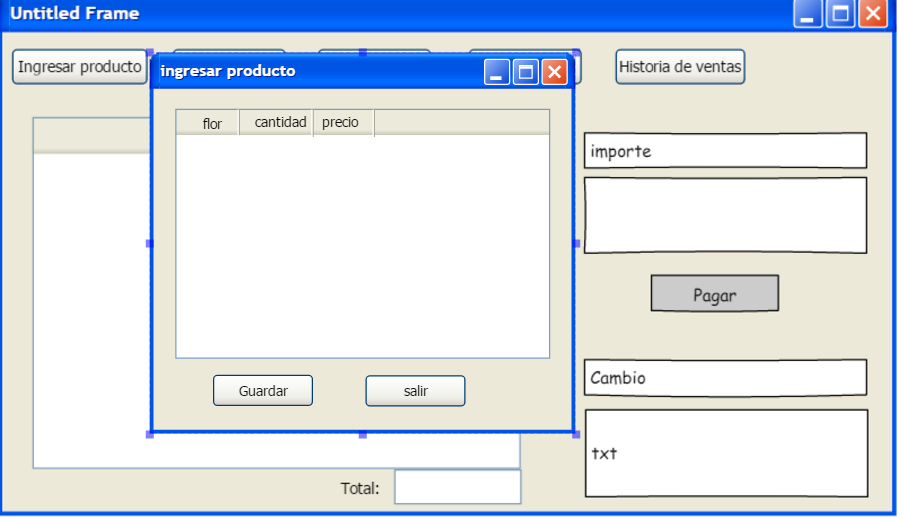 Untitled Frame
Ingresar producto
Historia de ventas
ingresar producto
flor cantidad precio
Guardar salir
importe
Pagar
Cambio
txt
Total: